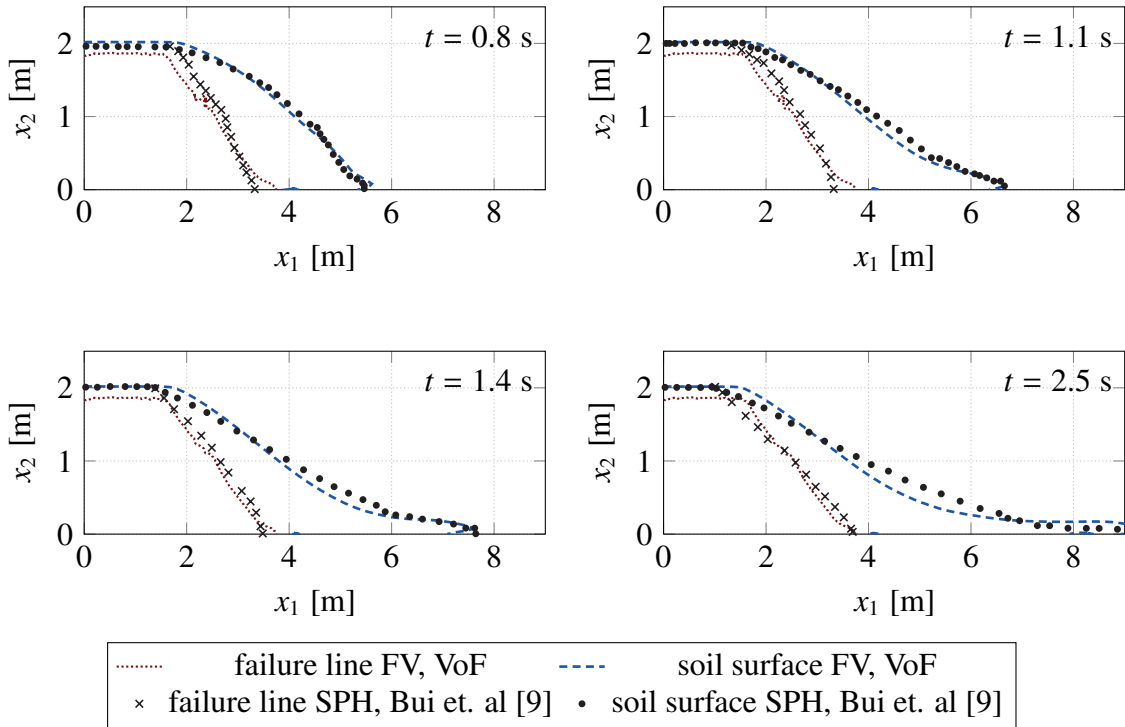 t = 0.8 s
x₂ [m]
2
1
0
0 2 4 6 8
x₁ [m]
t = 1.1 s
x₂ [m]
2
1
0
0 2 4 6 8
x₁ [m]
t = 1.4 s
x₂ [m]
2
1
0
0 2 4 6 8
x₁ [m]
t = 2.5 s
x₂ [m]
2
1
0
0 2 4 6 8
x₁ [m]
failure line FV, VoF
soil surface FV, VoF
failure line SPH, Bui et. al [9]
soil surface SPH, Bui et. al [9]